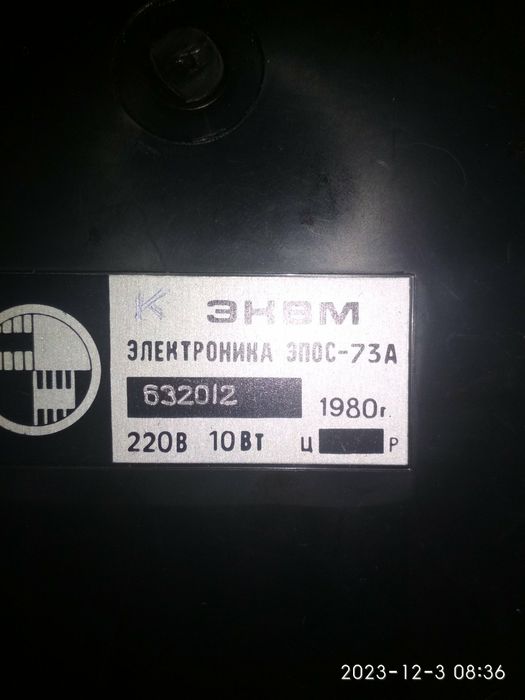 К ЭКВМ
ЭЛЕКТРОНИКА ЭПОС-73А
632012 1980г.
220В 10Вт Ц Р
2023-12-3 08:36